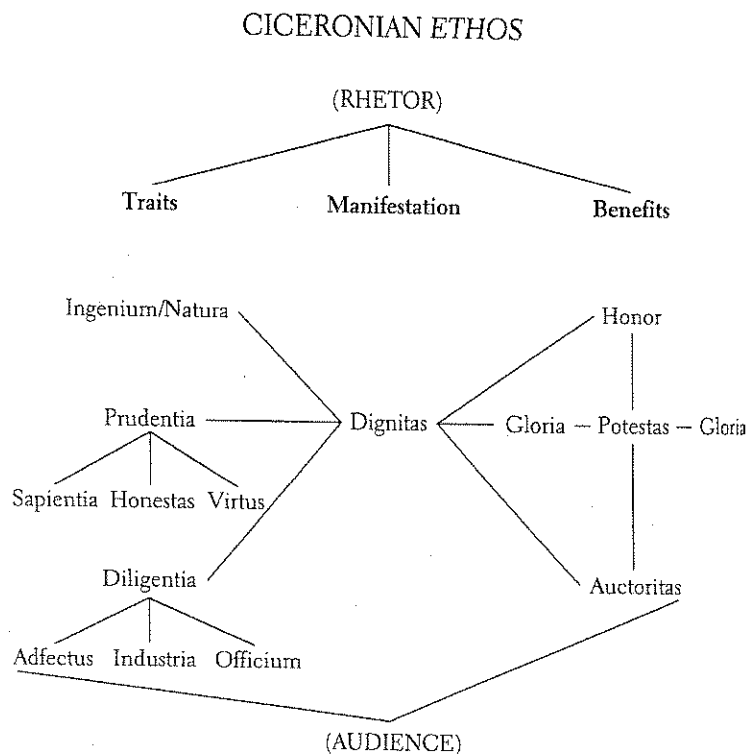 CICERONIAN ETHOS
(RHETOR)
Traits Manifestation Benefits
Ingenium/Natura Honor
Prudentia Dignitas Gloria — Potestas — Gloria
Sapientia Honestas Virtus
Diligentia Auctoritas
Adfectus Industria Officium
(AUDIENCE)